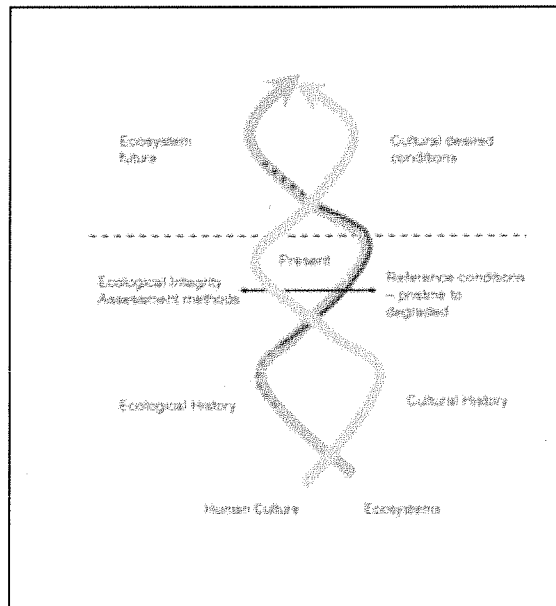 Ecosystem
future
Cultural desired
conditions
Present
Ecological Integrity
Assessment methods
Reference conditions
– pristine to
degraded
Ecological History
Cultural History
Human Culture
Ecosystems